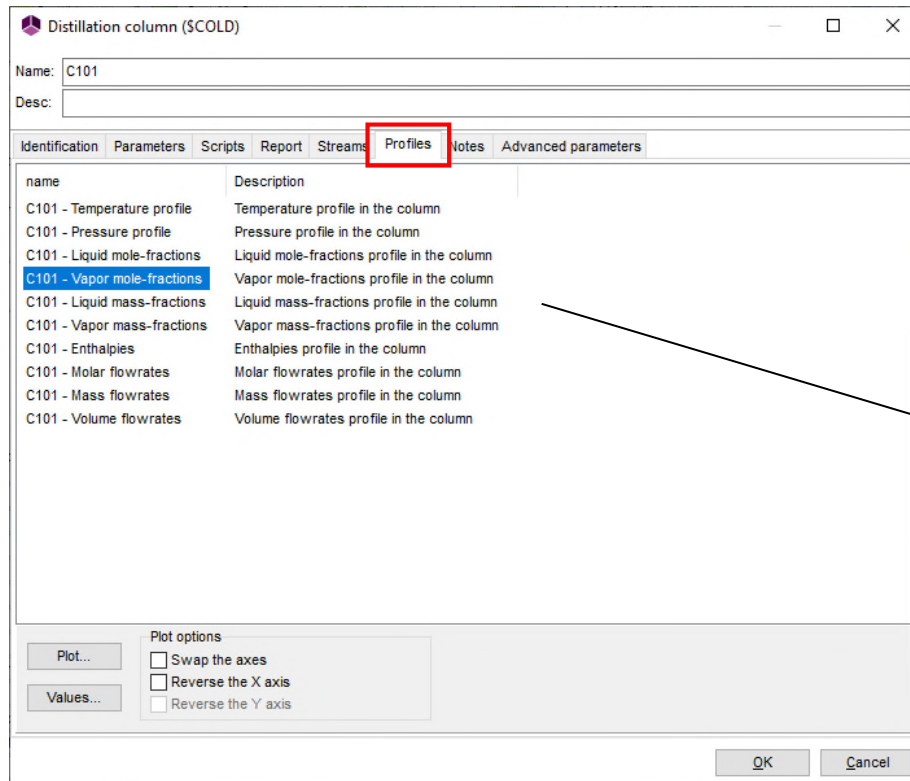 Distillation column ($COLD)
Name: C101
Desc:
Identification Parameters Scripts Report Streams Profiles Notes Advanced parameters
name Description
C101 - Temperature profile Temperature profile in the column
C101 - Pressure profile Pressure profile in the column
C101 - Liquid mole-fractions Liquid mole-fractions profile in the column
C101 - Vapor mole-fractions Vapor mole-fractions profile in the column
C101 - Liquid mass-fractions Liquid mass-fractions profile in the column
C101 - Vapor mass-fractions Vapor mass-fractions profile in the column
C101 - Enthalpies Enthalpies profile in the column
C101 - Molar flowrates Molar flowrates profile in the column
C101 - Mass flowrates Mass flowrates profile in the column
C101 - Volume flowrates Volume flowrates profile in the column
Plot options
Plot... Swap the axes
Reverse the X axis
Values... Reverse the Y axis
OK Cancel